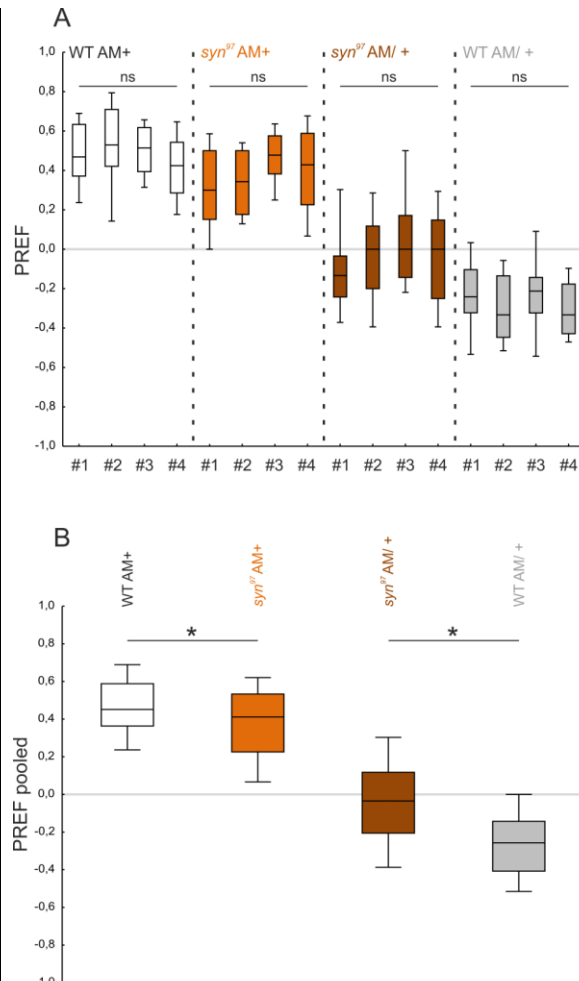 A
WT AM+ syn⁹⁷ AM+ syn⁹⁷ AM/ + WT AM/ +
ns ns ns ns
1,0
0,8
0,6
0,4
0,2
0,0
-0,2
-0,4
-0,6
-0,8
-1,0
PREF
#1 #2 #3 #4 #1 #2 #3 #4 #1 #2 #3 #4 #1 #2 #3 #4
B
WT AM+
syn⁹⁷ AM+
syn⁹⁷ AM/ +
WT AM/ +
* *
1,0
0,8
0,6
0,4
0,2
0,0
-0,2
-0,4
-0,6
-0,8
-1,0
PREF pooled